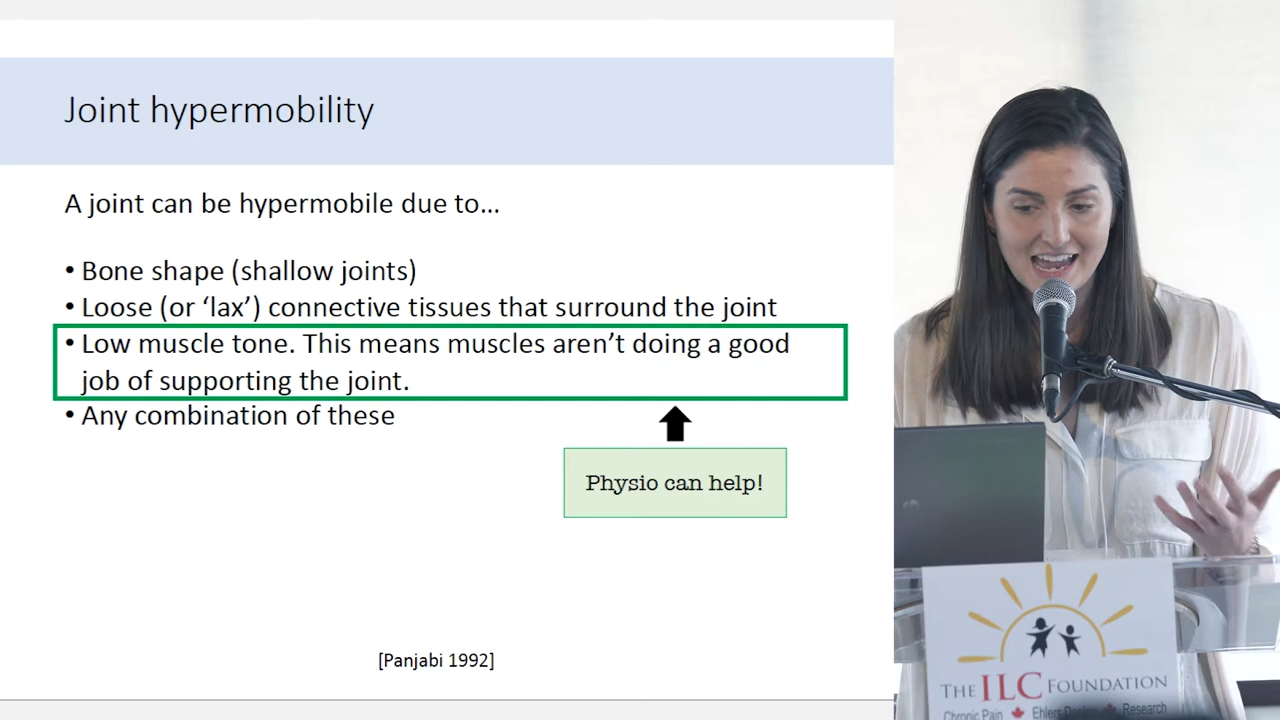 Joint hypermobility
A joint can be hypermobile due to…
• Bone shape (shallow joints)
• Loose (or ‘lax’) connective tissues that surround the joint
• Low muscle tone. This means muscles aren’t doing a good
job of supporting the joint.
• Any combination of these
Physio can help!
[Panjabi 1992]
THE ILC FOUNDATION
Chronic Pain Ehlers Research